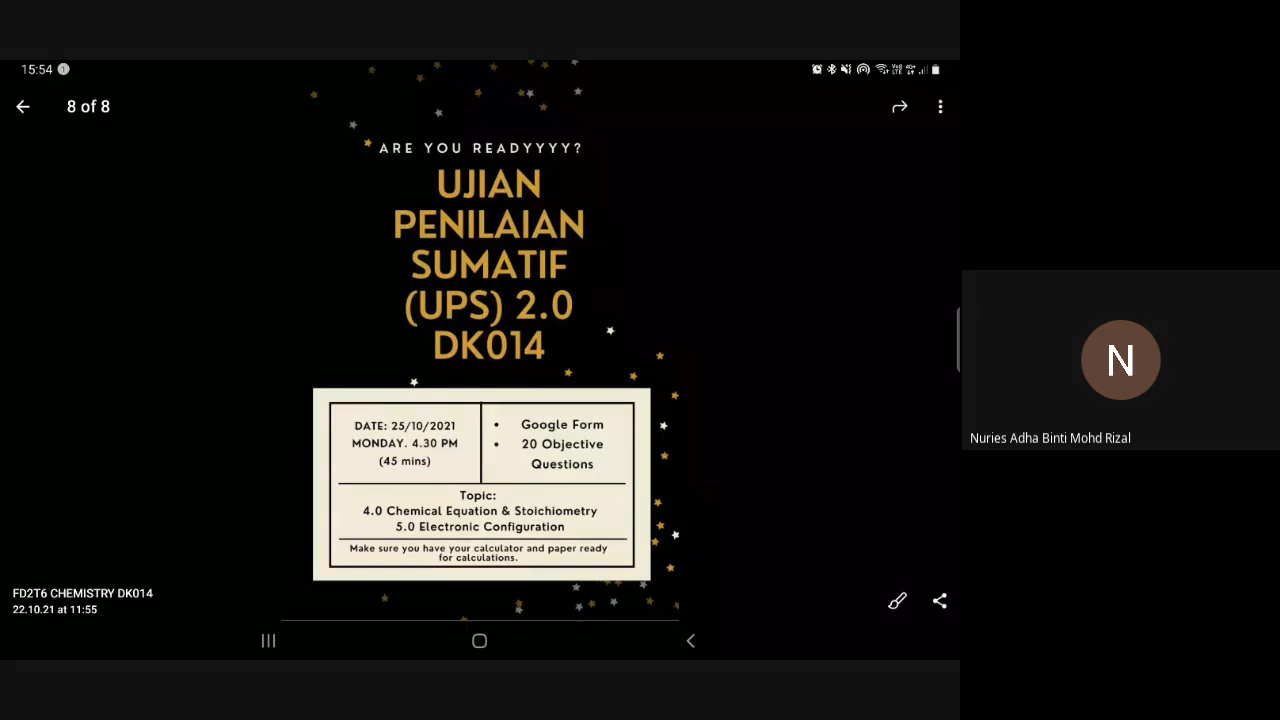 15:54 1
8 of 8
ARE YOU READYYYY?
UJIAN
PENILAIAN
SUMATIF
(UPS) 2.0
DK014
DATE: 25/10/2021
MONDAY. 4.30 PM
(45 mins)
• Google Form
• 20 Objective
Questions
Topic:
4.0 Chemical Equation & Stoichiometry
5.0 Electronic Configuration
Make sure you have your calculator and paper ready
for calculations.
FD2T6 CHEMISTRY DK014
22.10.21 at 11:55
N
Nuries Adha Binti Mohd Rizal